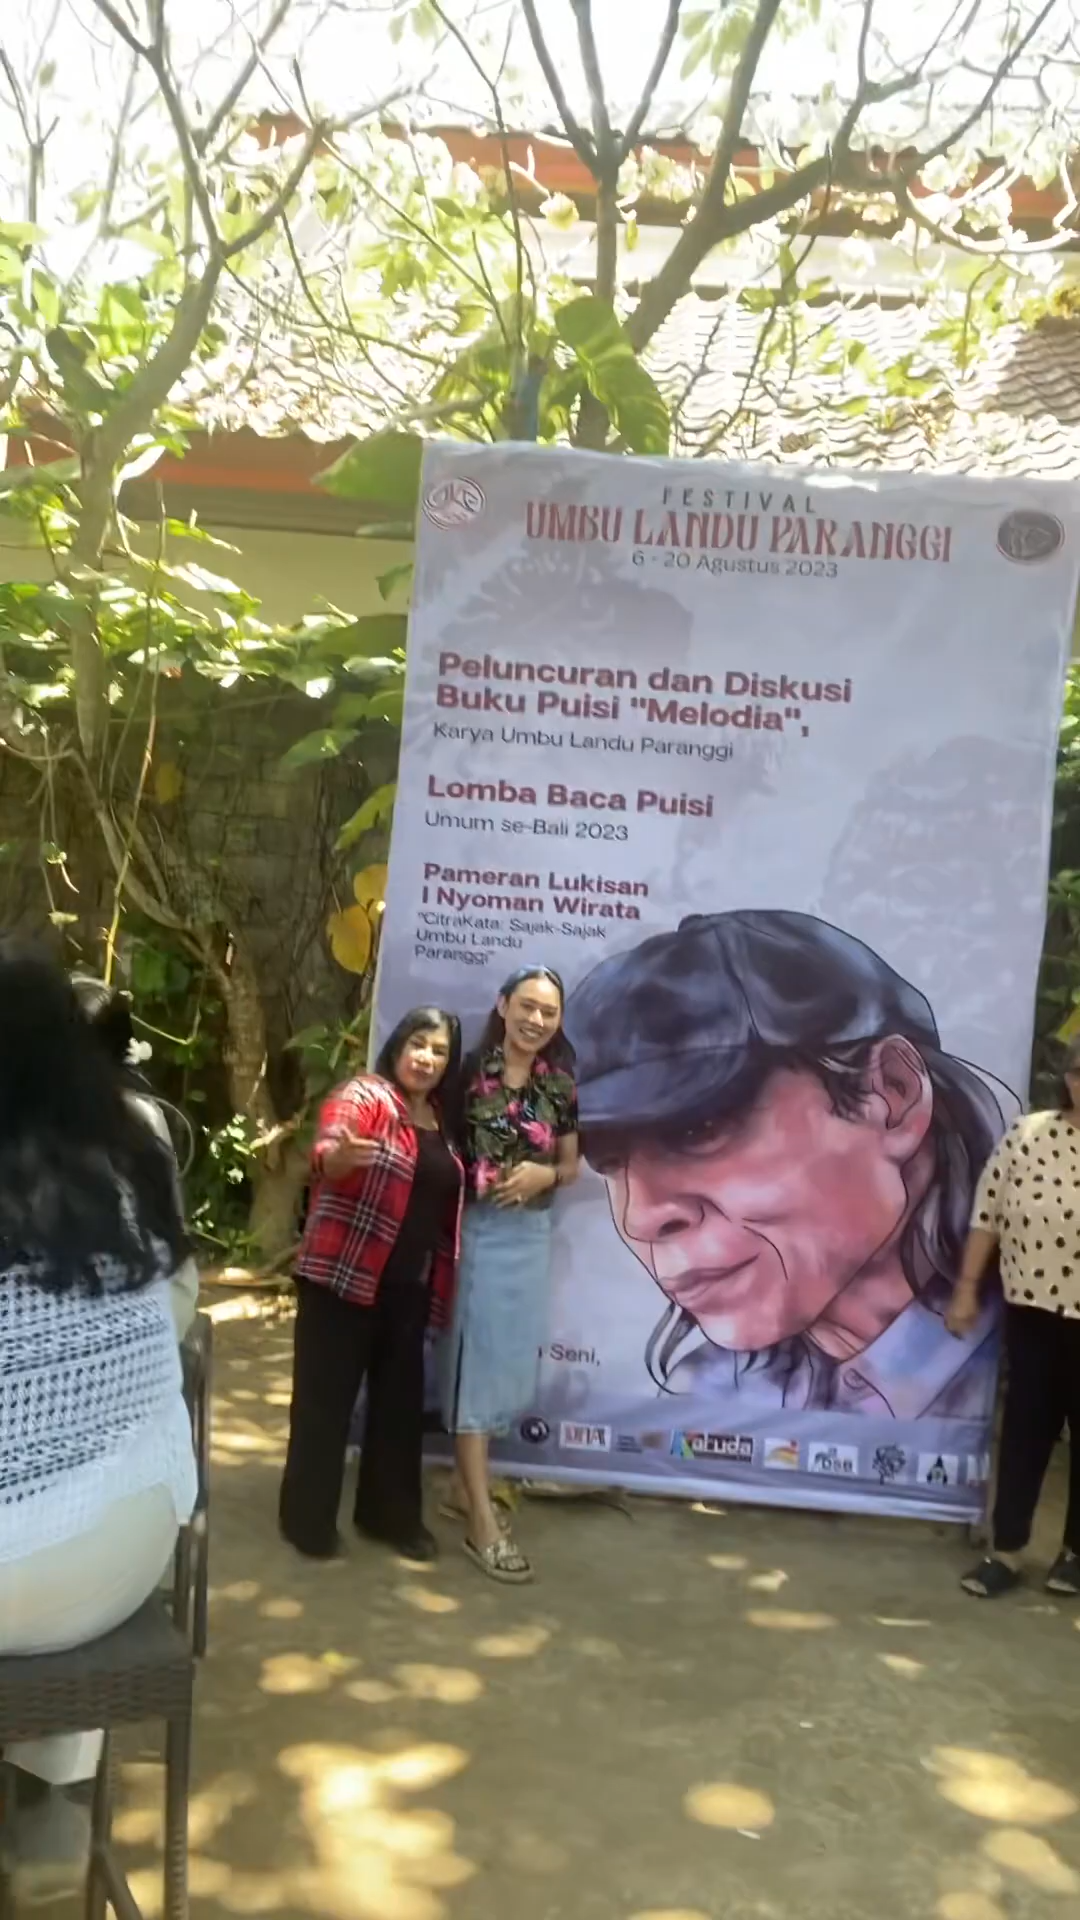 FESTIVAL
UMBU LANDU PARANGGI
6 - 20 Agustus 2023
Peluncuran dan Diskusi
Buku Puisi "Melodia",
Karya Umbu Landu Paranggi
Lomba Baca Puisi
Umum se-Bali 2023
Pameran Lukisan
I Nyoman Wirata
"CitraKata: Sajak-Sajak
Umbu Landu
Paranggi"
Seni,